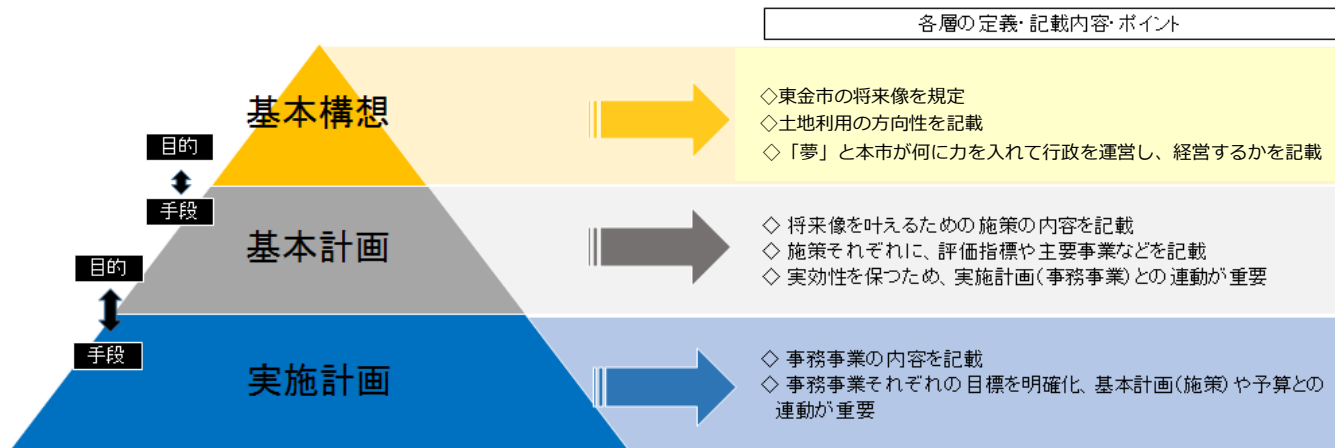 各層の定義・記載内容・ポイント
基本構想
◇東金市の将来像を規定
◇土地利用の方向性を記載
◇「夢」と本市が何に力を入れて行政を運営し、経営するかを記載
目的
手段
基本計画
◇ 将来像を叶えるための施策の内容を記載
◇ 施策それぞれに、評価指標や主要事業などを記載
◇ 実効性を保つため、実施計画(事務事業)との連動が重要
目的
手段
実施計画
◇ 事務事業の内容を記載
◇ 事務事業それぞれの目標を明確化、基本計画(施策)や予算との
連動が重要